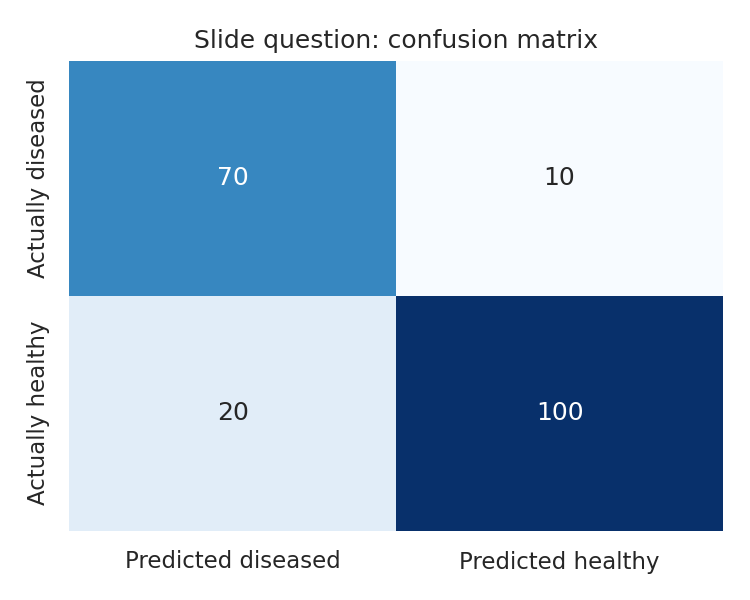 Slide question: confusion matrix
Actually diseased
70
10
Actually healthy
20
100
Predicted diseased
Predicted healthy